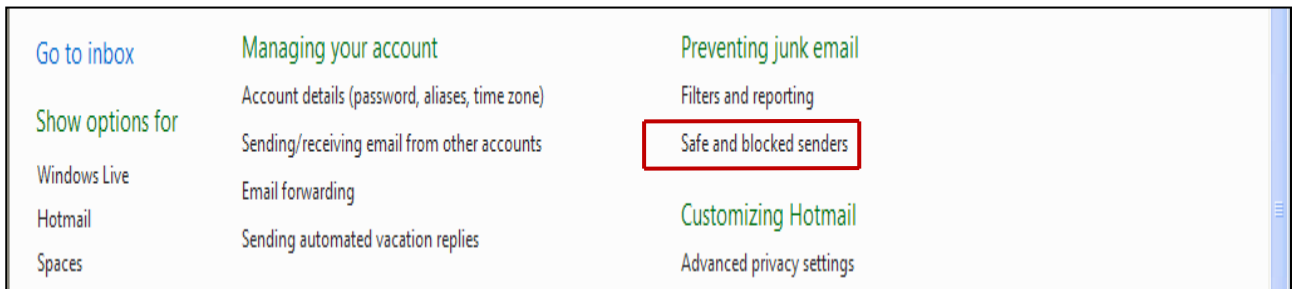 Go to inbox
Show options for
Windows Live
Hotmail
Spaces
Managing your account
Account details (password, aliases, time zone)
Sending/receiving email from other accounts
Email forwarding
Sending automated vacation replies
Preventing junk email
Filters and reporting
Safe and blocked senders
Customizing Hotmail
Advanced privacy settings